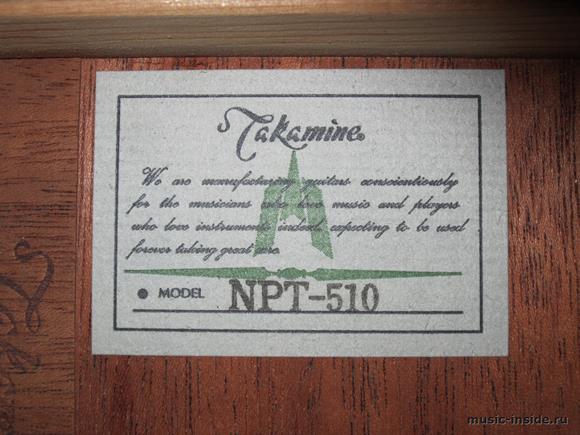 Takamine®
We are manufacturing guitars conscientiously
for the musicians who love music and players
who love instruments indeed, expecting to be used
forever taking great care.
● MODEL NPT-510
music-inside.ru